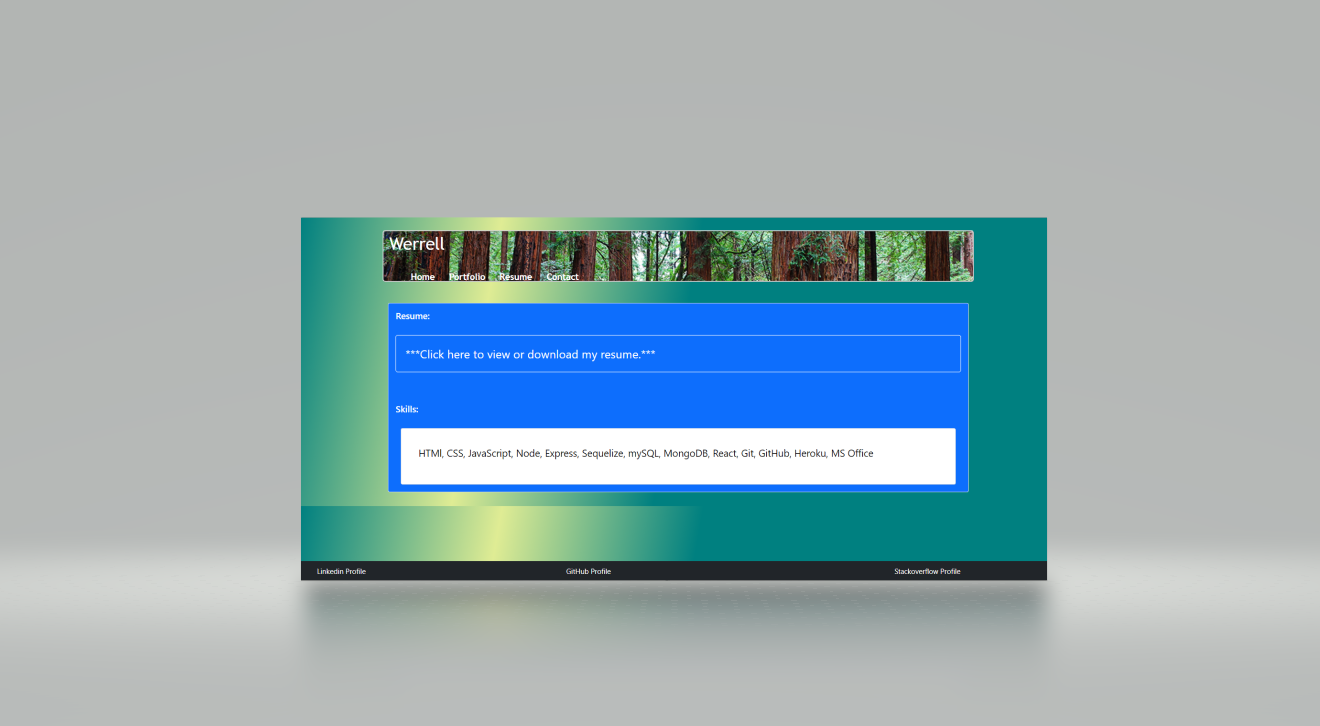 Werrell
Home Portfolio Resume Contact
Resume:
***Click here to view or download my resume.***
Skills:
HTMl, CSS, JavaScript, Node, Express, Sequelize, mySQL, MongoDB, React, Git, GitHub, Heroku, MS Office
Linkedin Profile GitHub Profile Stackoverflow Profile